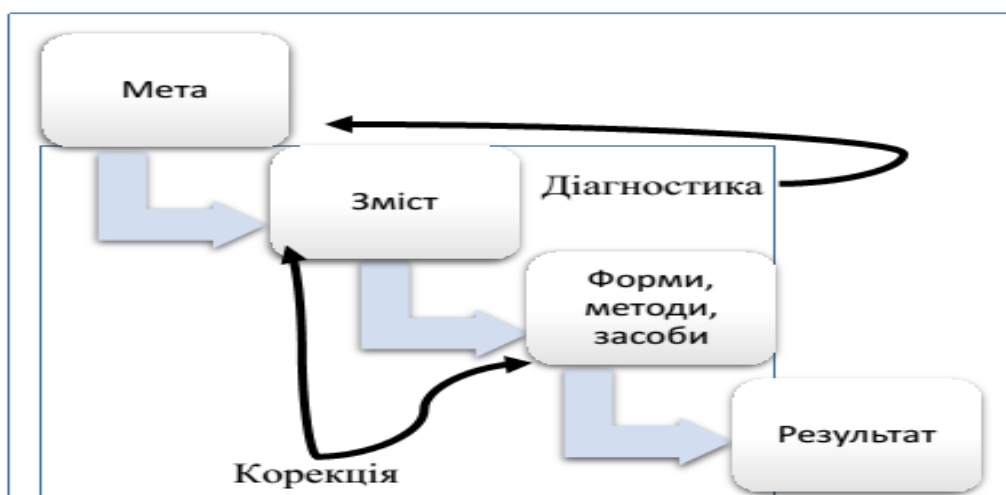 Мета
Зміст
Діагностика
Форми,
методи,
засоби
Результат
Корекція